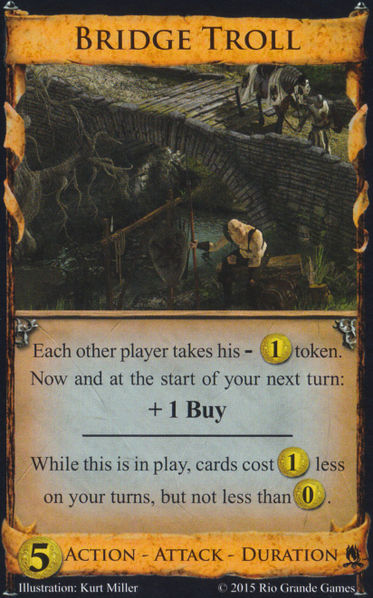 BRIDGE TROLL
Each other player takes his - 1 token.
Now and at the start of your next turn:
+ 1 Buy
While this is in play, cards cost 1 less
on your turns, but not less than 0.
5 ACTION - ATTACK - DURATION
Illustration: Kurt Miller © 2015 Rio Grande Games